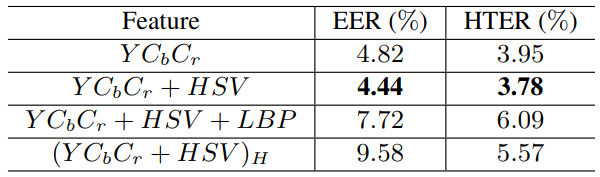 Feature EER (%) HTER (%)
YCbCr 4.82 3.95
YCbCr + HSV 4.44 3.78
YCbCr + HSV + LBP 7.72 6.09
(YCbCr + HSV)H 9.58 5.57